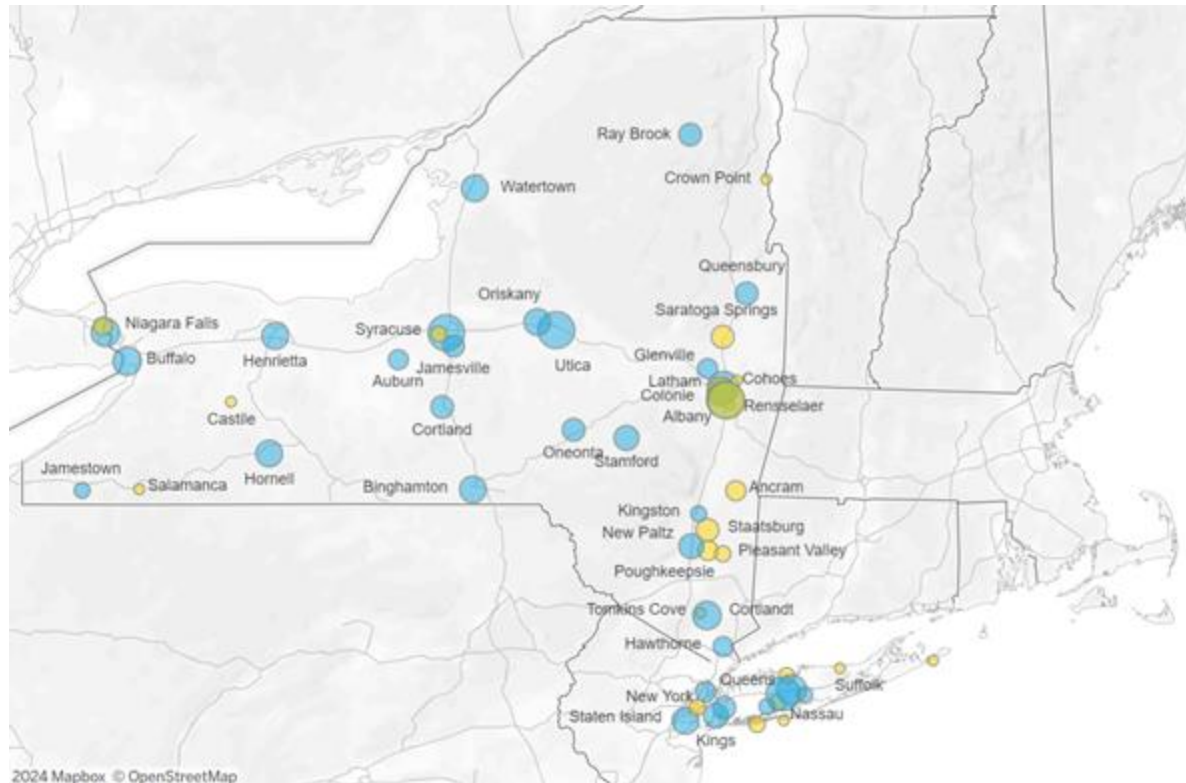 Ray Brook
Crown Point
Watertown
Queensbury
Oriskany
Saratoga Springs
Niagara Falls
Syracuse
Buffalo
Henrietta
Jamesville
Utica
Glenville
Auburn
Latham
Cohoes
Colonie
Rensselaer
Albany
Castile
Cortland
Oneonta
Stamford
Jamestown
Salamanca
Hornell
Binghamton
Ancram
Kingston
Staatsburg
New Paltz
Pleasant Valley
Poughkeepsie
Tomkins Cove
Cortlandt
Hawthorne
Queens
Suffolk
New York
Staten Island
Nassau
Kings
2024 Mapbox © OpenStreetMap